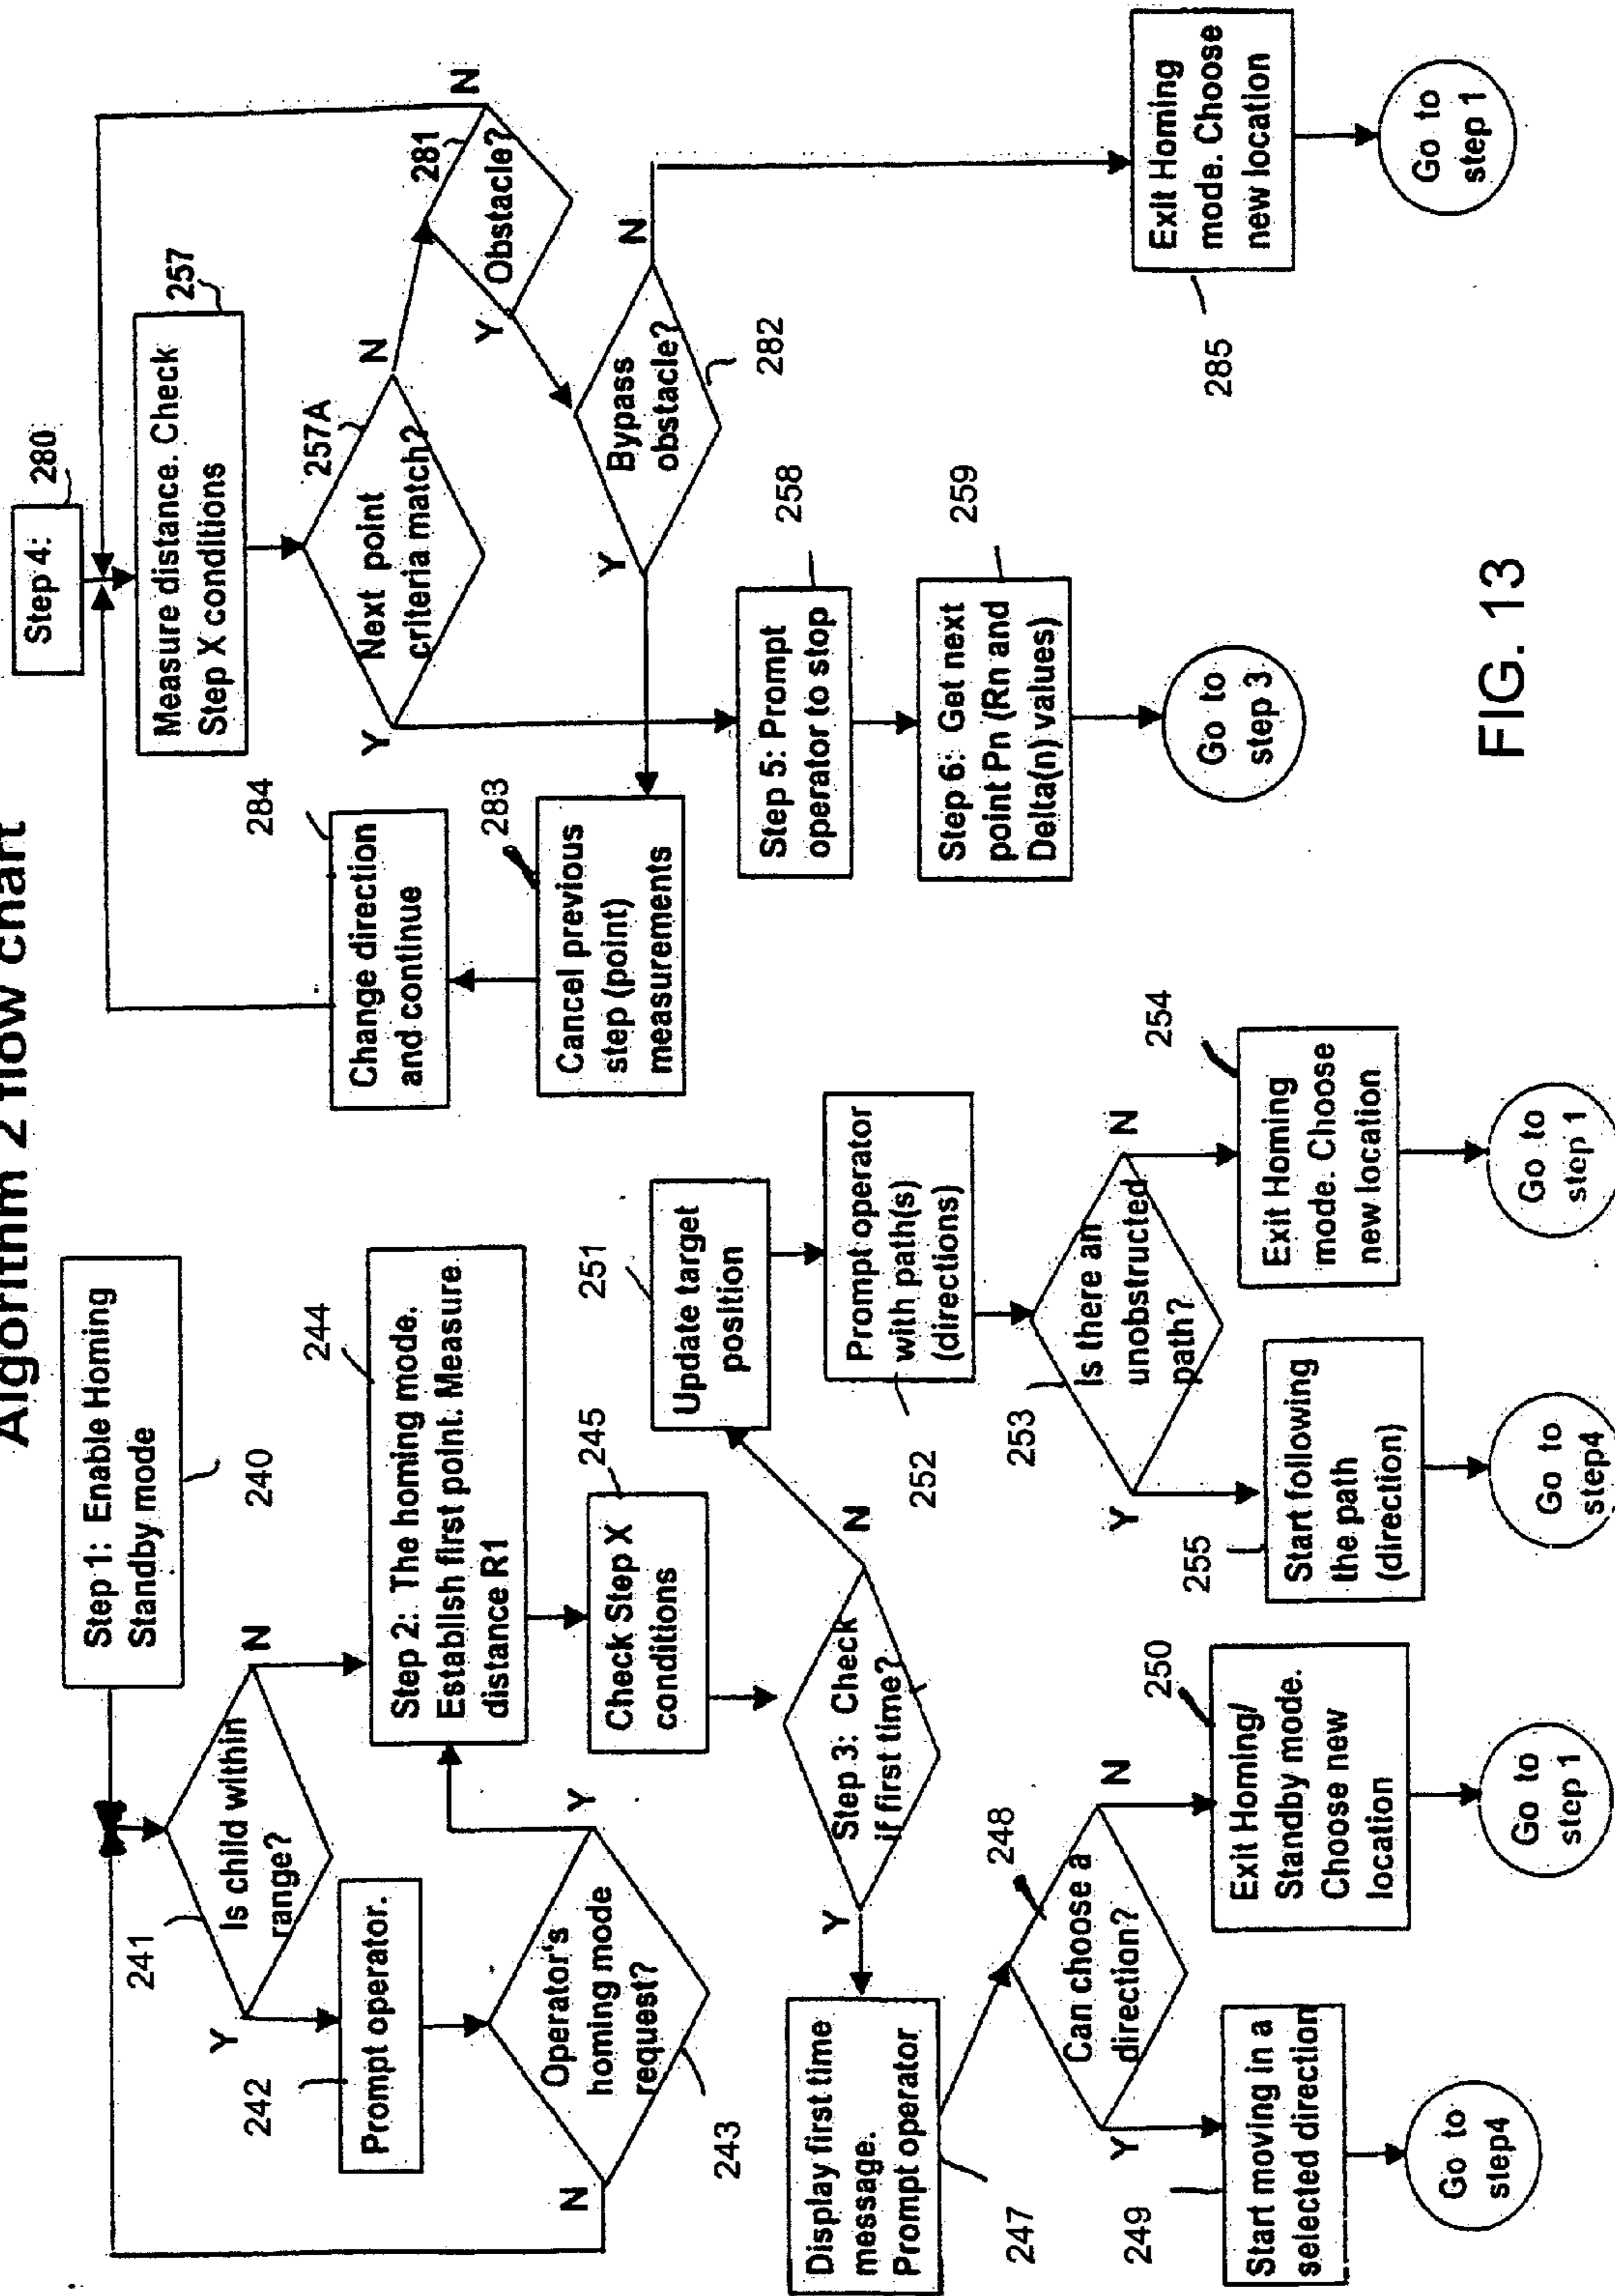 Algorithm 2 flow chart
Step 1: Enable Homing
Standby mode
240
241
Is child within
range?
Y
N
242
Prompt operator.
Operator's
homing mode
request?
N
Y
243
244
Step 2: The homing mode.
Establish first point. Measure
distance R1
245
Check Step X
conditions
Step 3: Check
if first time?
Y
N
Display first time
message.
Prompt operator
247
248
Can choose a
direction?
Y
N
249
Start moving in a
selected direction
Go to
step4
250
Exit Homing/
Standby mode.
Choose new
location
Go to
step 1
251
Update target
position
Prompt operator
with path(s)
(directions)
252
253
Is there an
unobstructed
path?
Y
N
255
Start following
the path
(direction)
Go to
step4
254
Exit Homing
mode. Choose
new location
Go to
step 1
Step 4:
280
Measure distance. Check
Step X conditions
257
257A
Next point
criteria match?
Y
N
281
Obstacle?
Y
N
Bypass
obstacle?
Y
N
282
284
Change direction
and continue
283
Cancel previous
step (point)
measurements
258
Step 5: Prompt
operator to stop
259
Step 6: Get next
point Pn (Rn and
Delta(n) values)
Go to
step 3
285
Exit Homing
mode. Choose
new location
Go to
step 1
FIG. 13